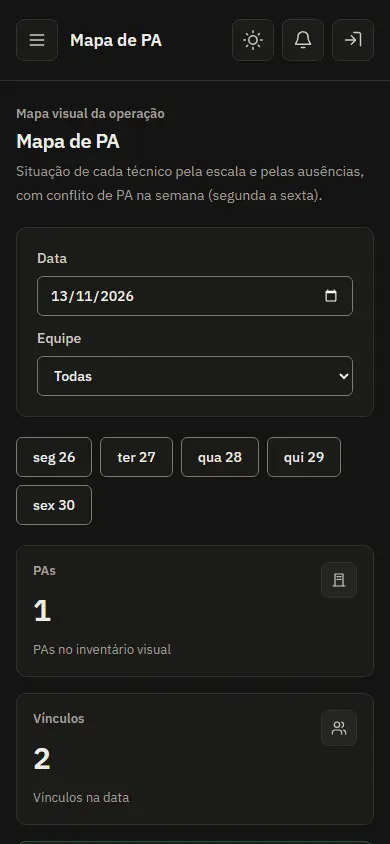 Mapa de PA
Mapa visual da operação
Mapa de PA
Situação de cada técnico pela escala e pelas ausências,
com conflito de PA na semana (segunda a sexta).
Data
13/11/2026
Equipe
Todas
seg 26
ter 27
qua 28
qui 29
sex 30
PAs
1
PAs no inventário visual
Vínculos
2
Vínculos na data